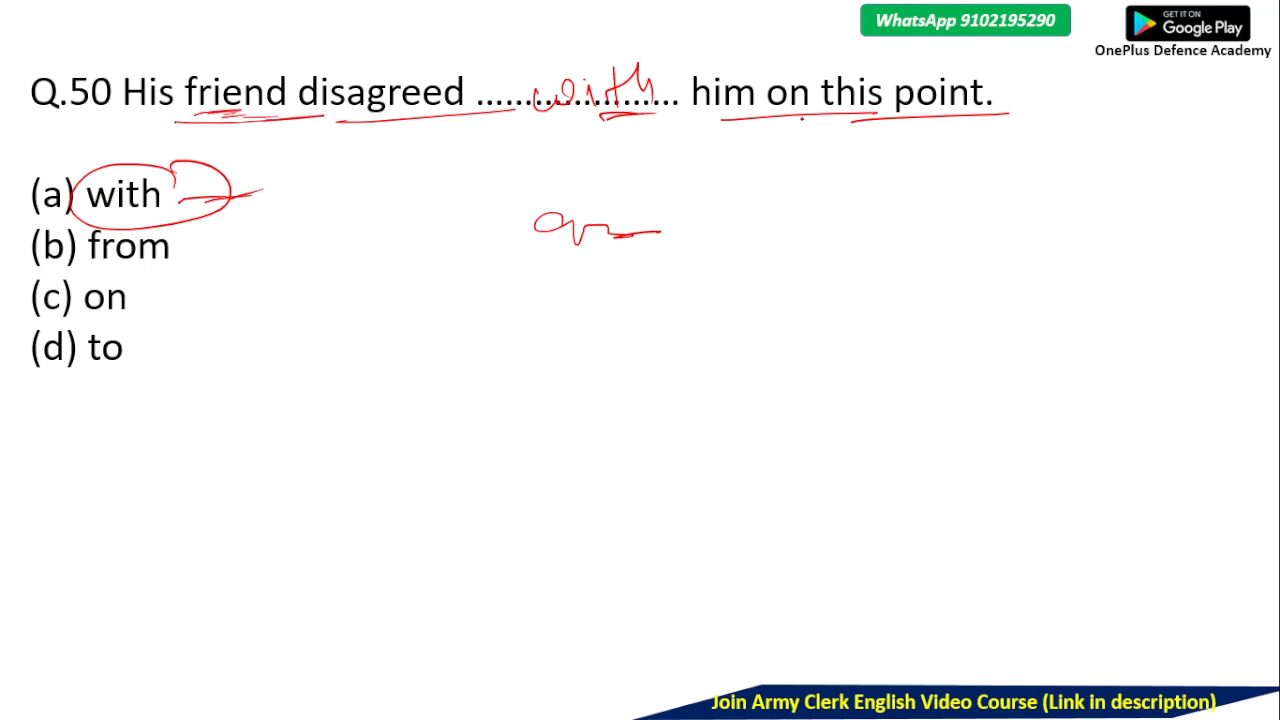 WhatsApp 9102195290
GET IT ON
Google Play
OnePlus Defence Academy
Q.50 His friend disagreed ..................... him on this point.
with
(a) with
(b) from
(c) on
(d) to
Join Army Clerk English Video Course (Link in description)